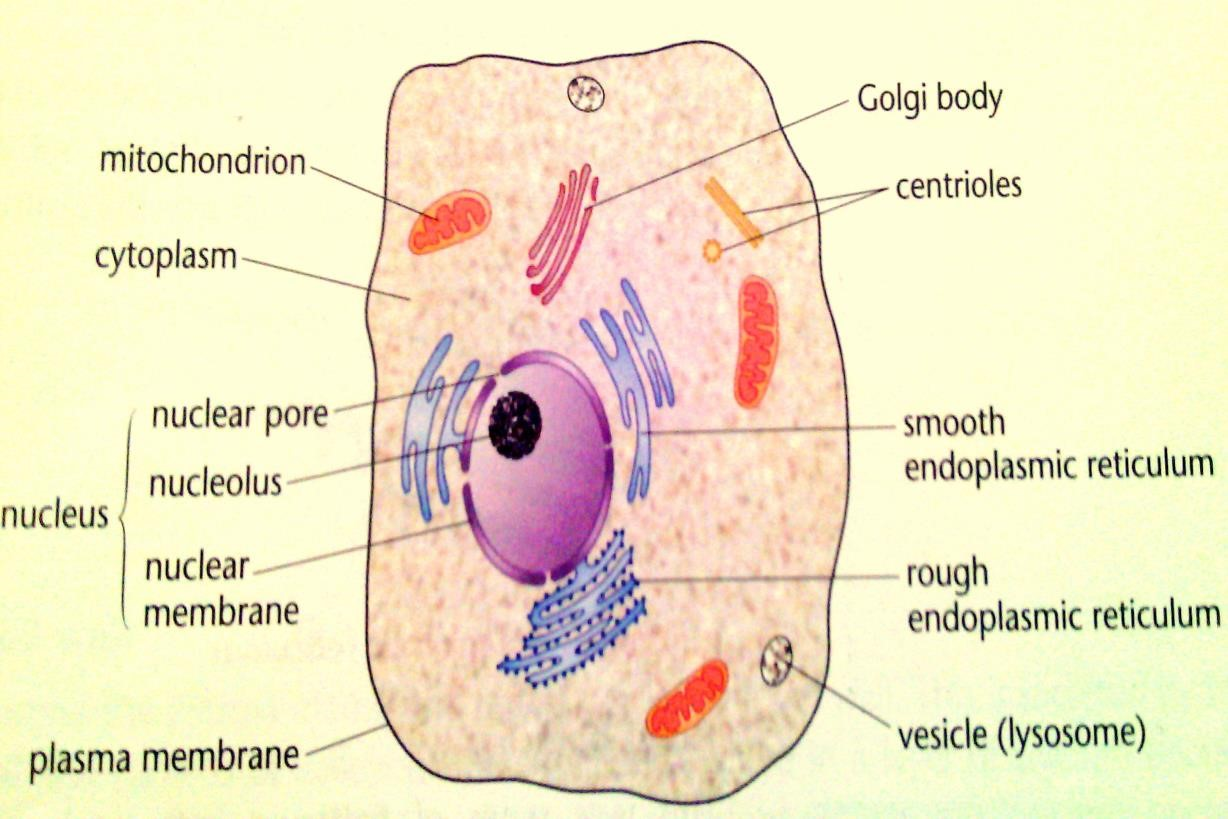 Golgi body
mitochondrion
centrioles
cytoplasm
nuclear pore
smooth
endoplasmic reticulum
nucleolus
nucleus
nuclear
membrane
rough
endoplasmic reticulum
vesicle (lysosome)
plasma membrane